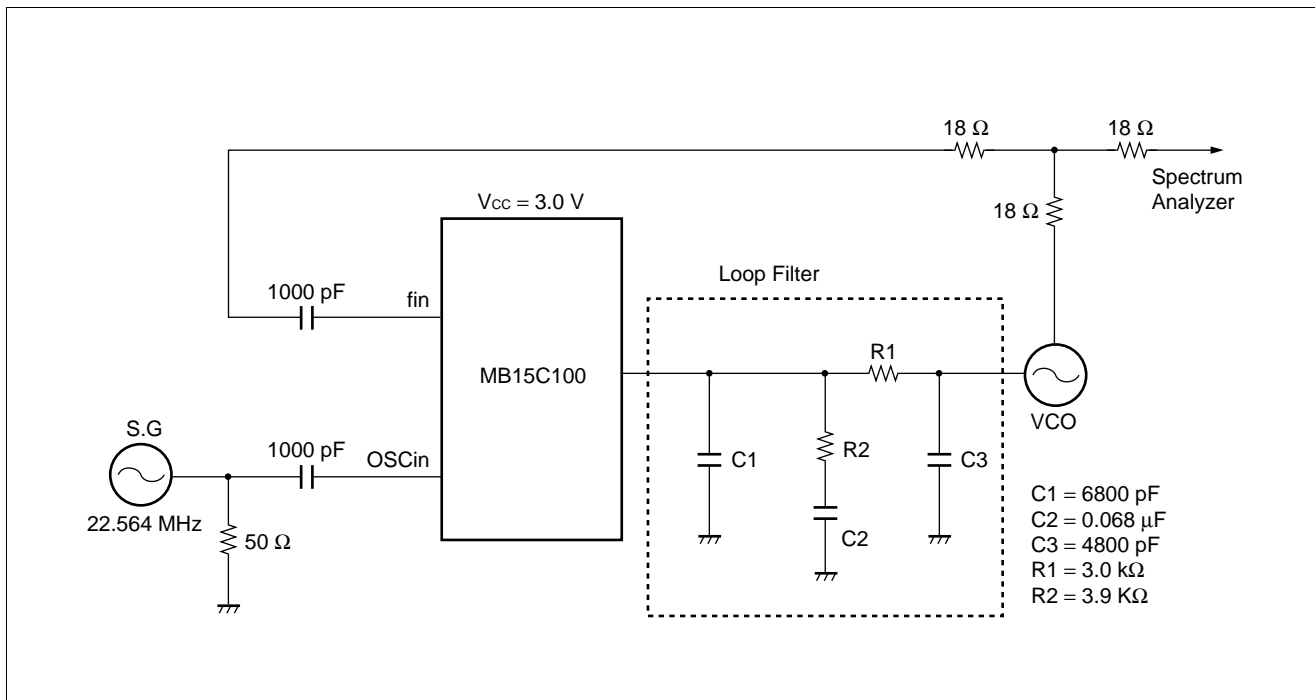 18 Ω
18 Ω
Spectrum
Analyzer
18 Ω
VCC = 3.0 V
Loop Filter
1000 pF
fin
R1
MB15C100
VCO
S.G
1000 pF
OSCin
R2
C1
C3
22.564 MHz
50 Ω
C2
C1 = 6800 pF
C2 = 0.068 μF
C3 = 4800 pF
R1 = 3.0 kΩ
R2 = 3.9 KΩ